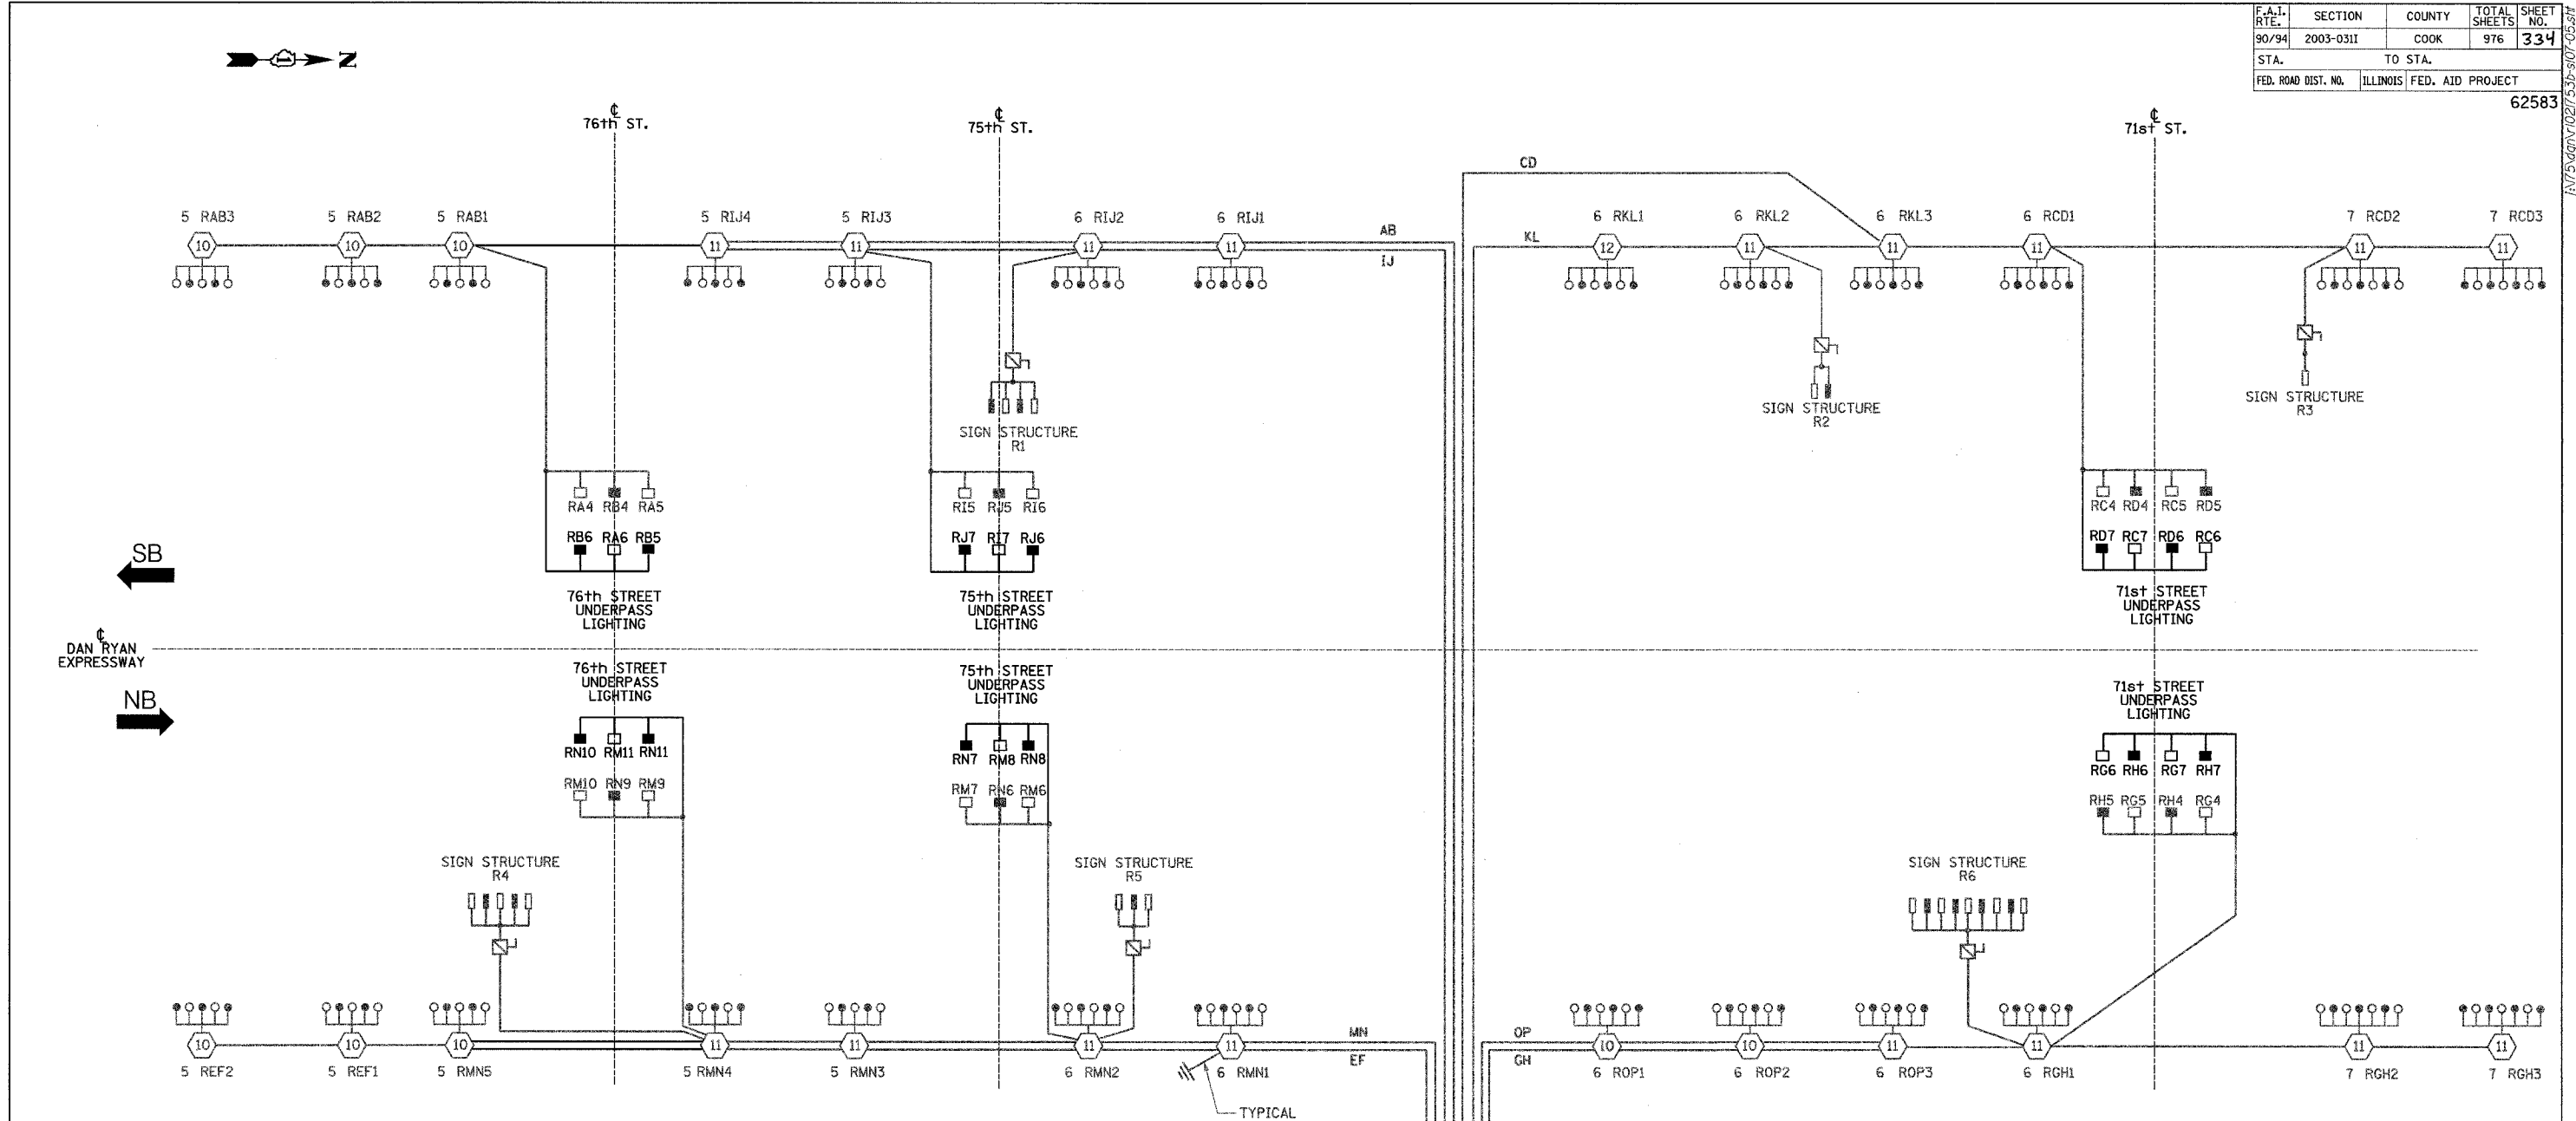 F.A.I. RTE. SECTION COUNTY TOTAL SHEETS SHEET NO.
90/94 2003-031I COOK 976 334
STA. TO STA.
FED. ROAD DIST. NO. ILLINOIS FED. AID PROJECT
62583
N
℄ 76th ST.
℄ 75th ST.
℄ 71st ST.
CD
5 RAB3 5 RAB2 5 RAB1 5 RIJ4 5 RIJ3 6 RIJ2 6 RIJ1 6 RKL1 6 RKL2 6 RKL3 6 RCD1 7 RCD2 7 RCD3
AB
KL
10 10 10 11 11 11 11 12 11 11 11 11 11
IJ
SIGN STRUCTURE
R1
SIGN STRUCTURE
R2
SIGN STRUCTURE
R3
RA4 RB4 RA5
RI5 RJ5 RI6
RC4 RD4 RC5 RD5
RB6 RA6 RB5
RJ7 RI7 RJ6
RD7 RC7 RD6 RC6
SB
76th STREET
UNDERPASS
LIGHTING
75th STREET
UNDERPASS
LIGHTING
71st STREET
UNDERPASS
LIGHTING
℄
DAN RYAN
EXPRESSWAY
NB
76th STREET
UNDERPASS
LIGHTING
75th STREET
UNDERPASS
LIGHTING
71st STREET
UNDERPASS
LIGHTING
RN10 RM11 RN11
RN7 RM8 RN8
RG6 RH6 RG7 RH7
RM10 RN9 RM9
RM7 RN6 RM6
RH5 RG5 RH4 RG4
SIGN STRUCTURE
R4
SIGN STRUCTURE
R5
SIGN STRUCTURE
R6
MN
OP
10 10 10 11 11 11 11 10 10 11 11 11 11
EF
GH
5 REF2 5 REF1 5 RMN5 5 RMN4 5 RMN3 6 RMN2 6 RMN1 6 ROP1 6 ROP2 6 ROP3 6 RGH1 7 RGH2 7 RGH3
TYPICAL